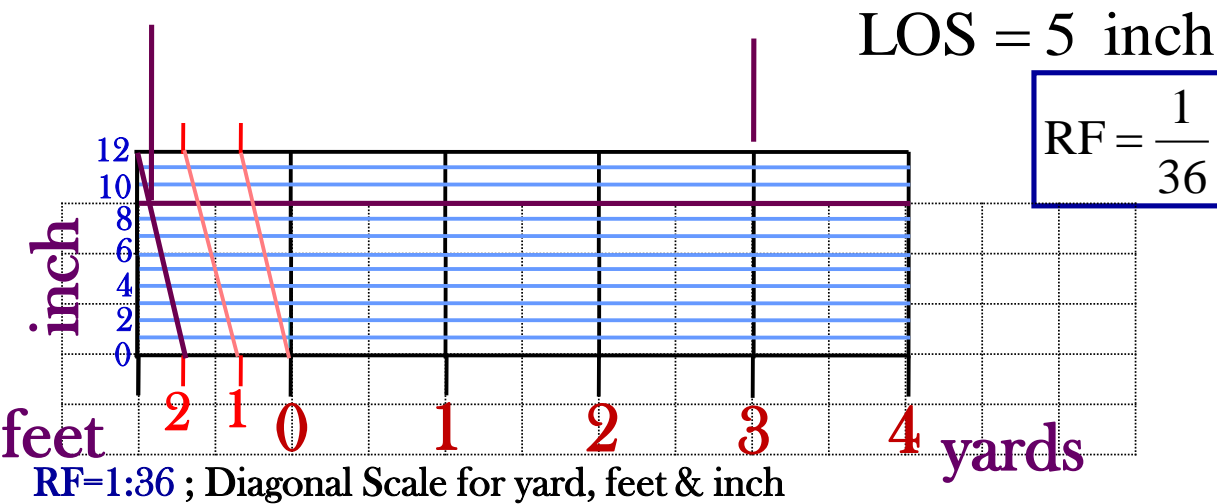 LOS = 5 inch
RF = 1/36
12
10
8
6
4
2
0
inch
2 1 0 1 2 3 4
feet
yards
RF=1:36 ; Diagonal Scale for yard, feet & inch